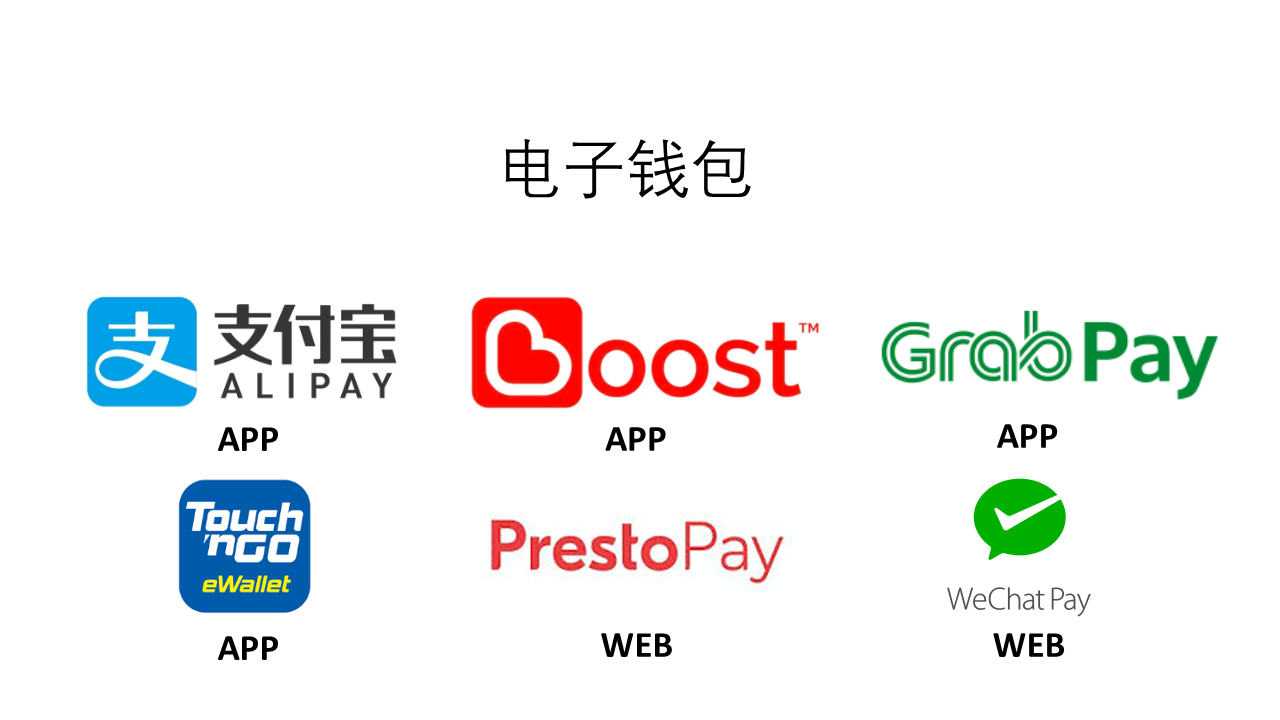 电子钱包
支 支付宝
ALIPAY
Boost™
GrabPay
APP
APP
APP
Touch
'nGO
eWallet
PrestoPay
WeChat Pay
APP
WEB
WEB